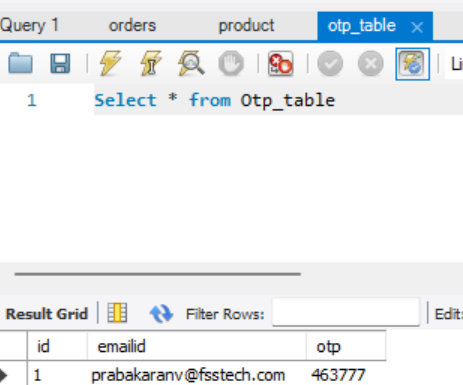 Query 1 orders product otp_table
1 Select * from Otp_table
Result Grid Filter Rows: Edit:
id emailid otp
1 prabakaranv@fsstech.com 463777